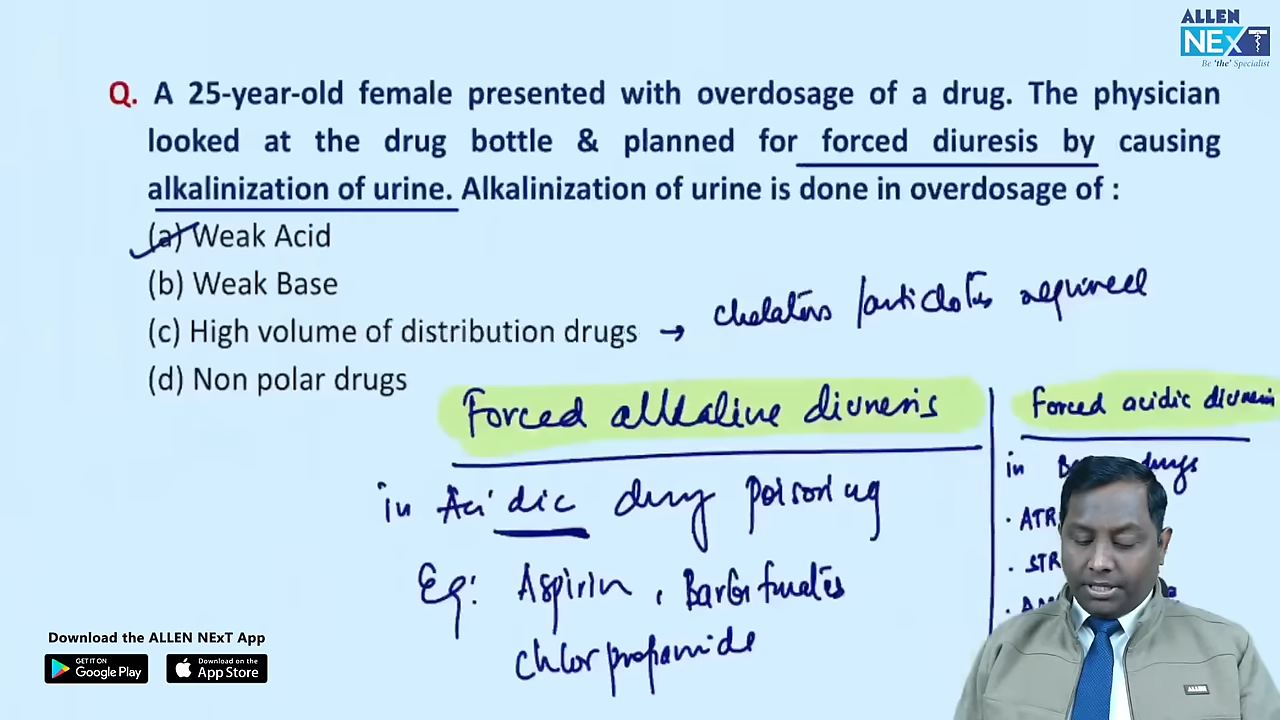 ALLEN
NExT
Be 'the' Specialist
Q. A 25-year-old female presented with overdosage of a drug. The physician
looked at the drug bottle & planned for forced diuresis by causing
alkalinization of urine. Alkalinization of urine is done in overdosage of :
(a) Weak Acid
(b) Weak Base
(c) High volume of distribution drugs → chelators / antidotes required
(d) Non polar drugs
Forced alkaline diuresis
in Acidic drug Poisoning
Eg: Aspirin, Barbiturates
chlorpropamide
Forced acidic diuresis
in drugs
• ATR
• STR
Download the ALLEN NExT App
GET IT ON
Google Play
Download on the
App Store
ALLEN